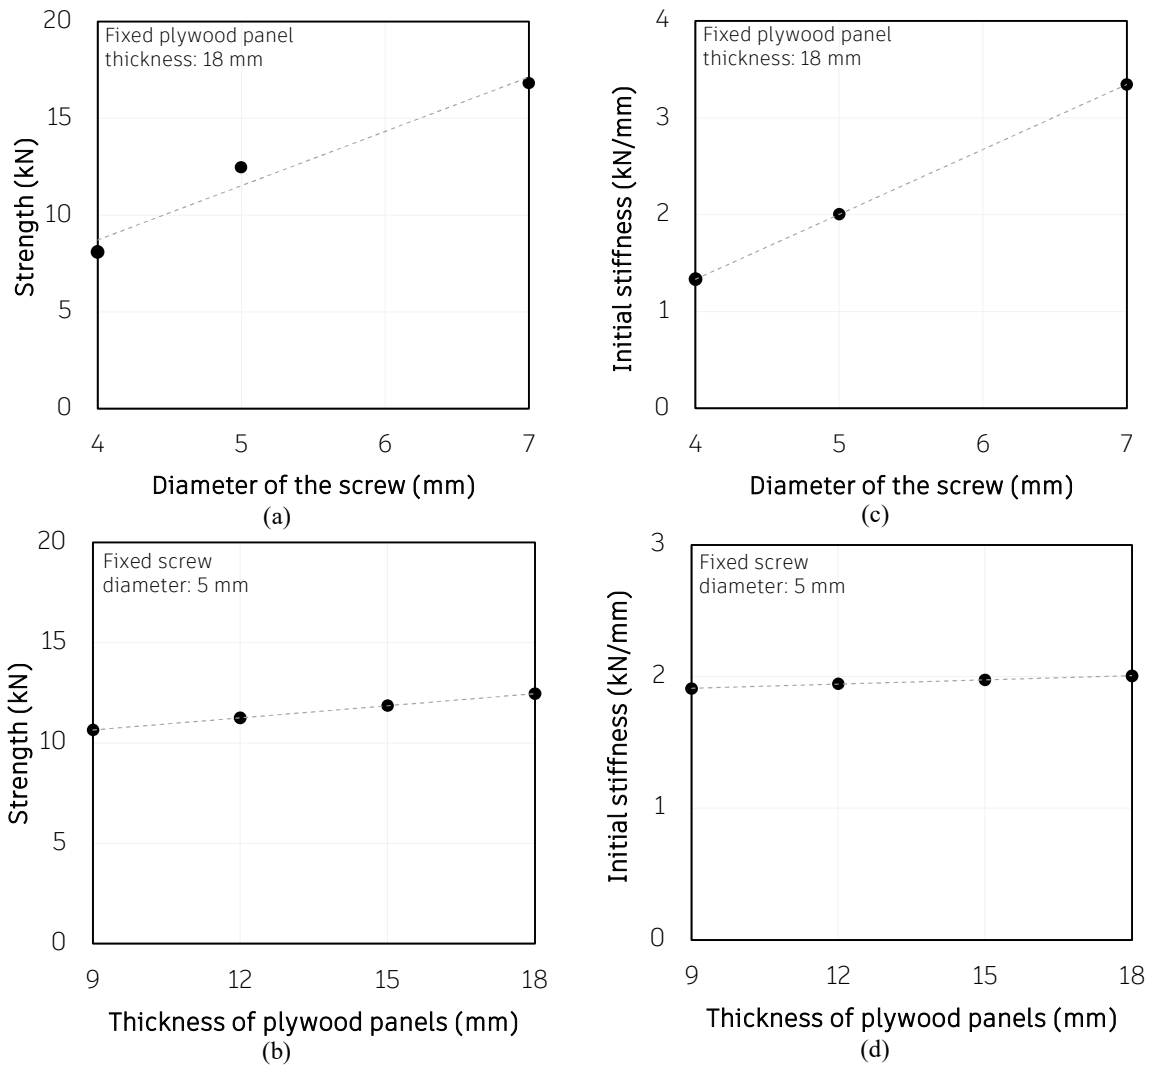 20
15
10
5
0
Strength (kN)
Fixed plywood panel
thickness: 18 mm
4 5 6 7
Diameter of the screw (mm)
(a)
4
3
2
1
0
Initial stiffness (kN/mm)
Fixed plywood panel
thickness: 18 mm
4 5 6 7
Diameter of the screw (mm)
(c)
20
15
10
5
0
Strength (kN)
Fixed screw
diameter: 5 mm
9 12 15 18
Thickness of plywood panels (mm)
(b)
3
2
1
0
Initial stiffness (kN/mm)
Fixed screw
diameter: 5 mm
9 12 15 18
Thickness of plywood panels (mm)
(d)